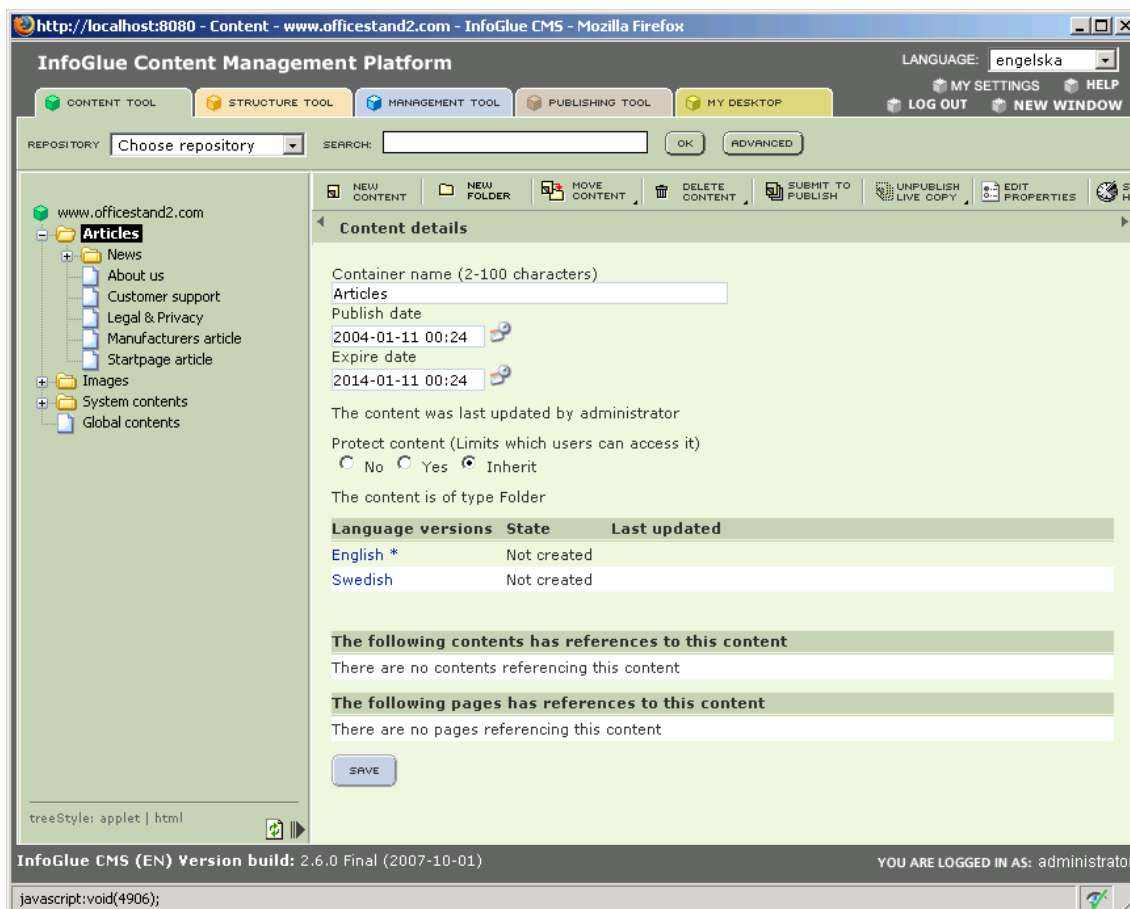 http://localhost:8080 - Content - www.officestand2.com - InfoGlue CMS - Mozilla Firefox
InfoGlue Content Management Platform
LANGUAGE: engelska
MY SETTINGS HELP
LOG OUT NEW WINDOW
CONTENT TOOL STRUCTURE TOOL MANAGEMENT TOOL PUBLISHING TOOL MY DESKTOP
REPOSITORY Choose repository SEARCH: OK ADVANCED
NEW CONTENT NEW FOLDER MOVE CONTENT DELETE CONTENT SUBMIT TO PUBLISH UNPUBLISH LIVE COPY EDIT PROPERTIES
www.officestand2.com
Articles
News
About us
Customer support
Legal & Privacy
Manufacturers article
Startpage article
Images
System contents
Global contents
treeStyle: applet | html
Content details
Container name (2-100 characters)
Articles
Publish date
2004-01-11 00:24
Expire date
2014-01-11 00:24
The content was last updated by administrator
Protect content (Limits which users can access it)
No Yes Inherit
The content is of type Folder
Language versions State Last updated
English * Not created
Swedish Not created
The following contents has references to this content
There are no contents referencing this content
The following pages has references to this content
There are no pages referencing this content
SAVE
InfoGlue CMS (EN) Version build: 2.6.0 Final (2007-10-01)
YOU ARE LOGGED IN AS: administrator
javascript:void(4906);